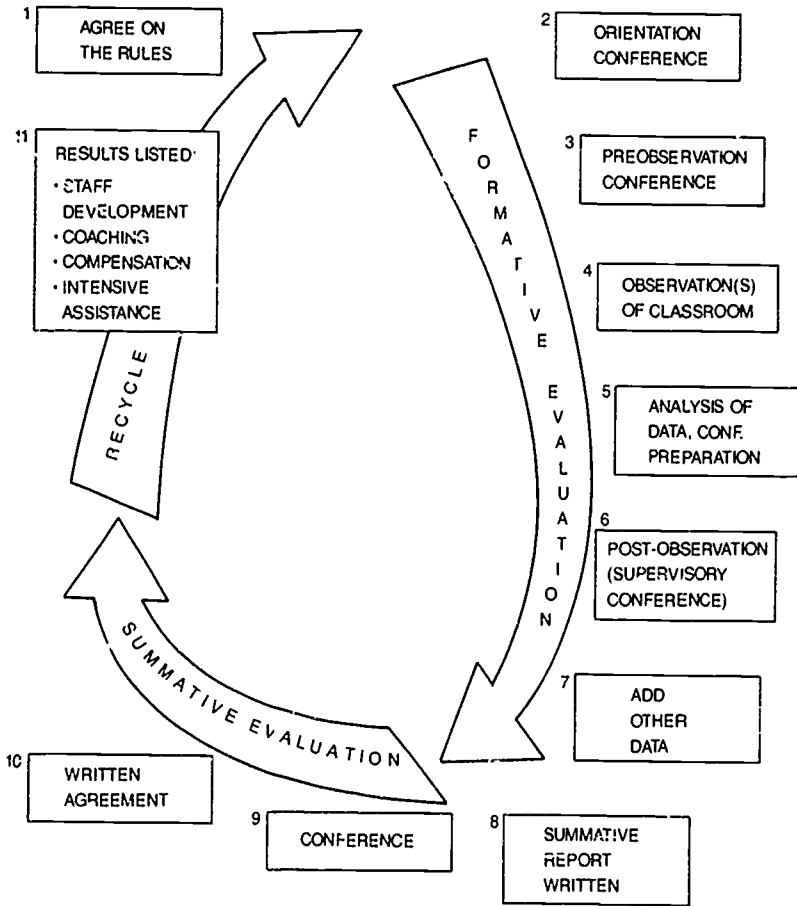 1
AGREE ON
THE RULES
2
ORIENTATION
CONFERENCE
3
PREOBSERVATION
CONFERENCE
4
OBSERVATION(S)
OF CLASSROOM
5
ANALYSIS OF
DATA, CONF.
PREPARATION
6
POST-OBSERVATION
(SUPERVISORY
CONFERENCE)
7
ADD
OTHER
DATA
8
SUMMATIVE
REPORT
WRITTEN
9
CONFERENCE
10
WRITTEN
AGREEMENT
11
RESULTS LISTED:
• STAFF
DEVELOPMENT
• COACHING
• COMPENSATION
• INTENSIVE
ASSISTANCE
FORMATIVE EVALUATION
SUMMATIVE EVALUATION
RECYCLE